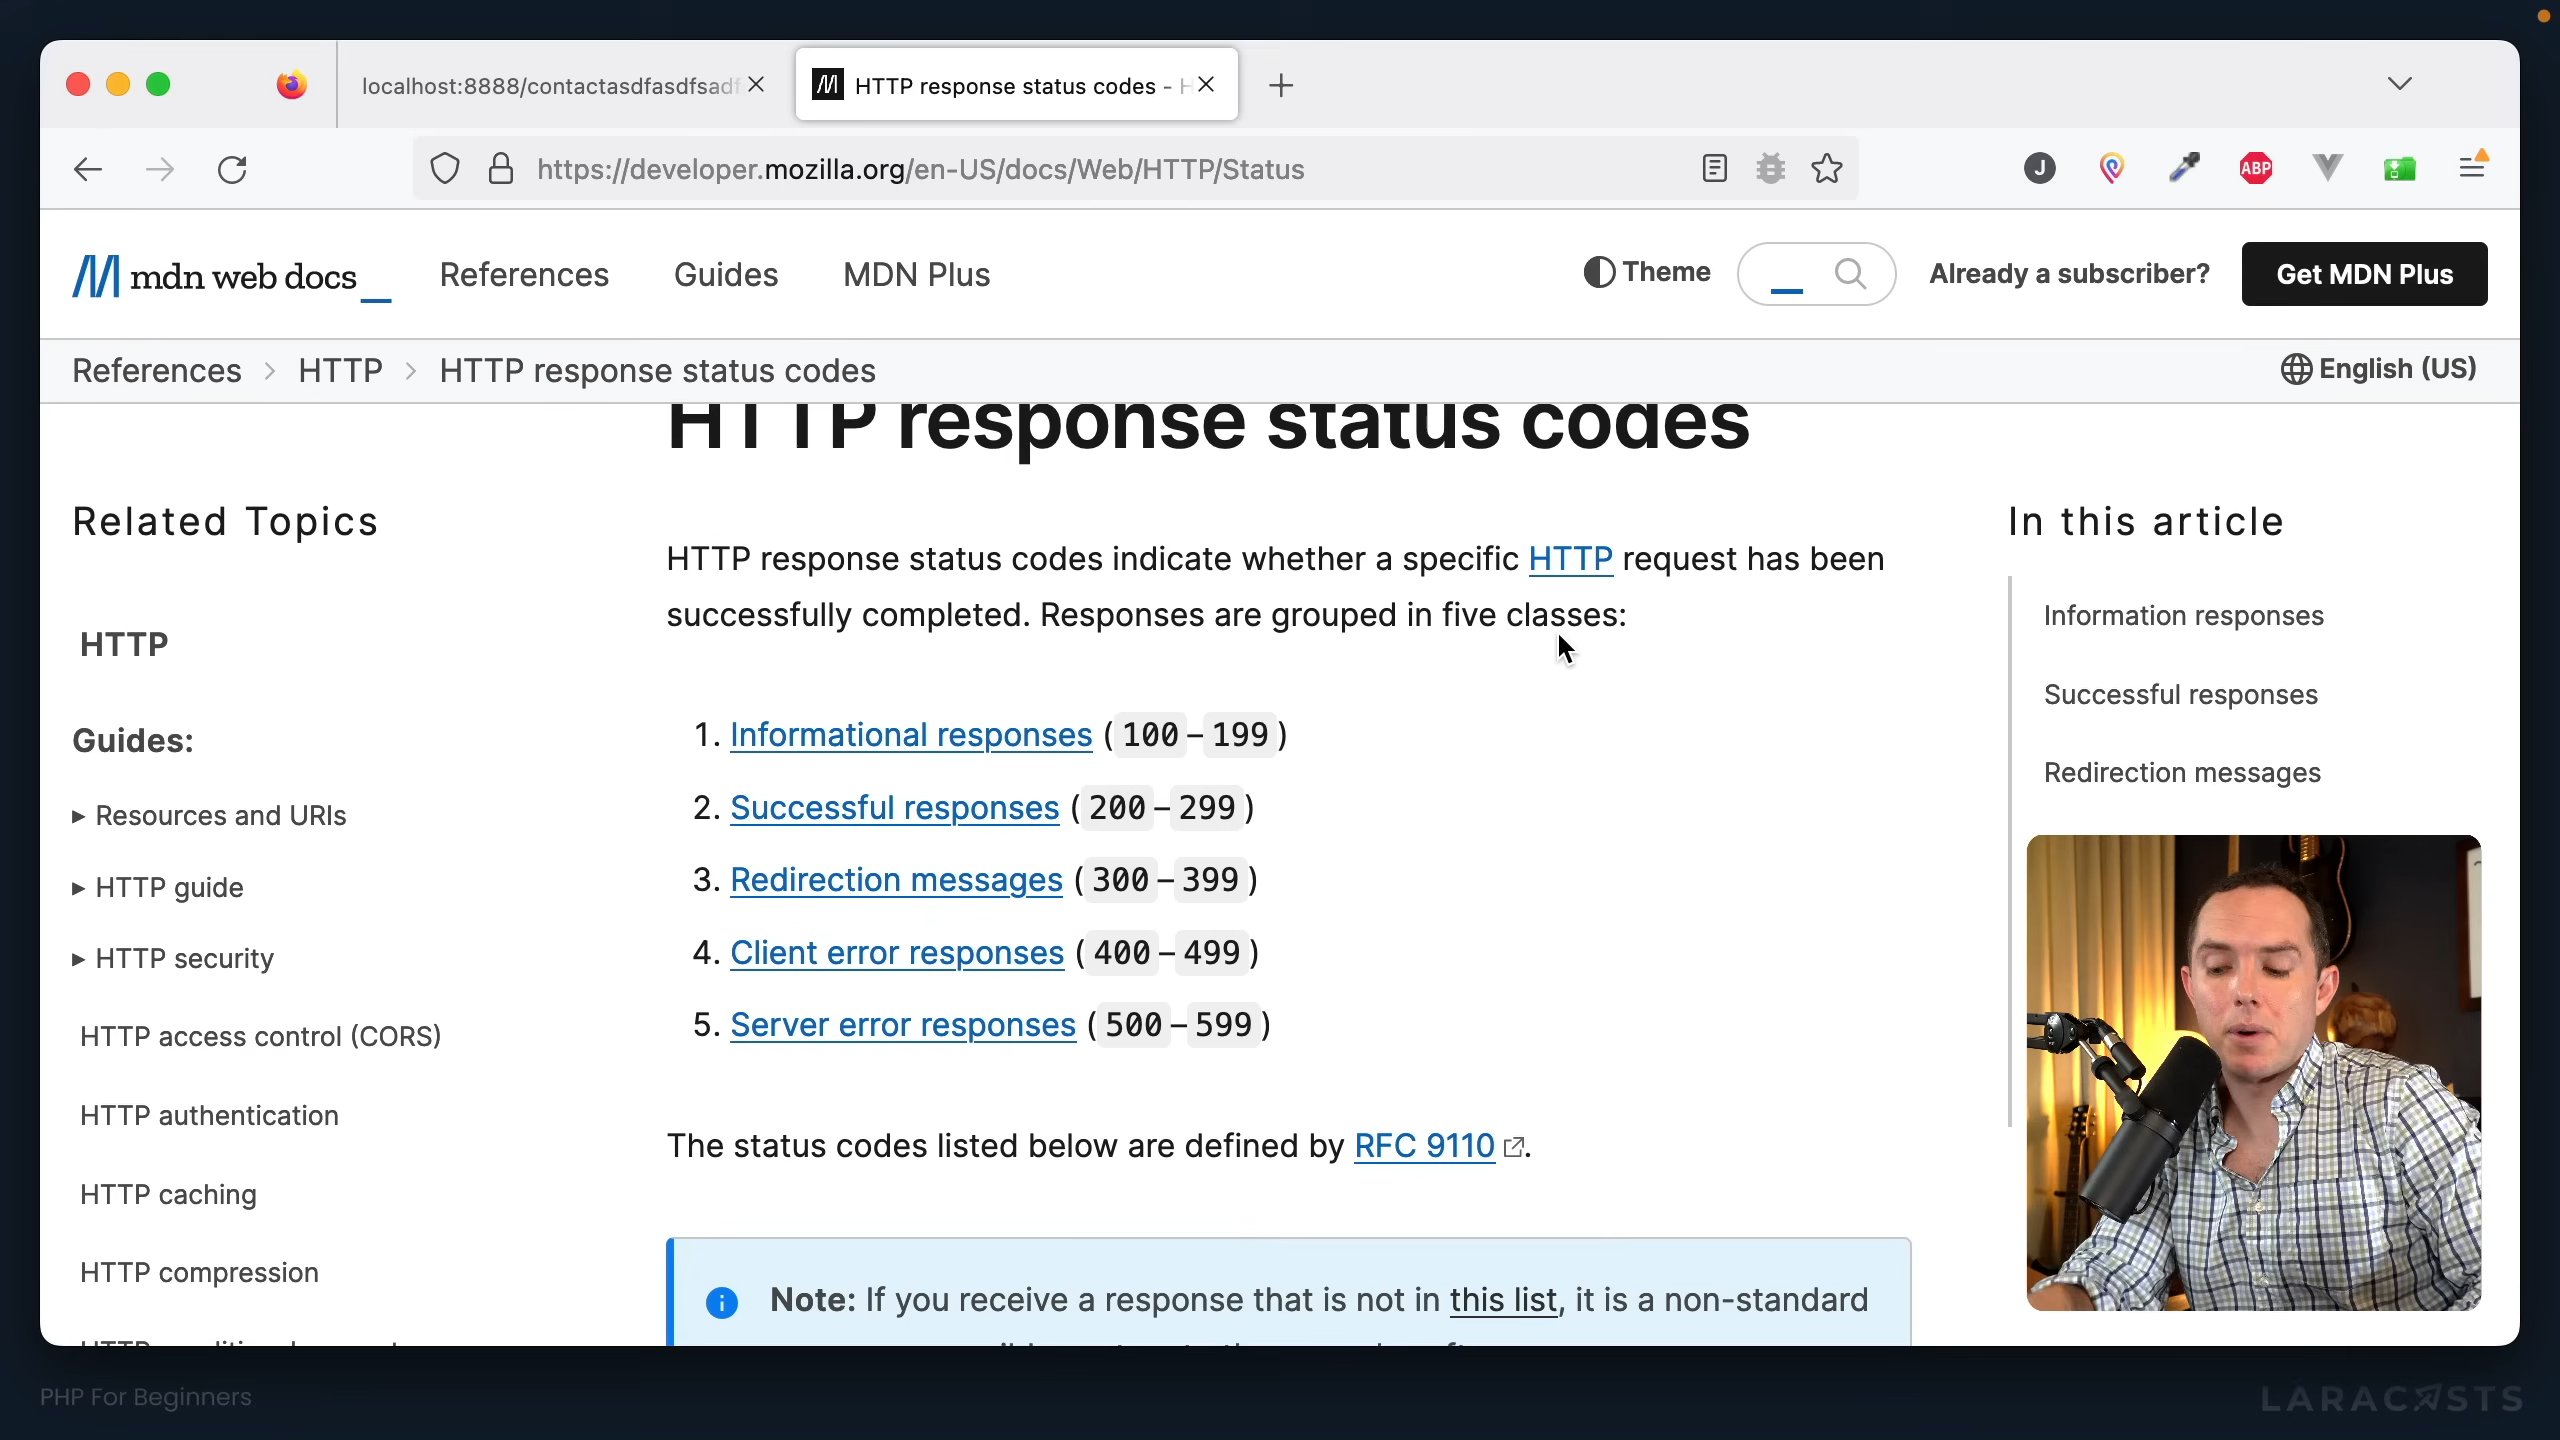 localhost:8888/contactasdfasdfsadf
HTTP response status codes - H
https://developer.mozilla.org/en-US/docs/Web/HTTP/Status
J
ABP
mdn web docs
References
Guides
MDN Plus
Theme
Already a subscriber?
Get MDN Plus
References > HTTP > HTTP response status codes
English (US)
HTTP response status codes
Related Topics
HTTP
Guides:
▸ Resources and URIs
▸ HTTP guide
▸ HTTP security
HTTP access control (CORS)
HTTP authentication
HTTP caching
HTTP compression
HTTP response status codes indicate whether a specific HTTP request has been
successfully completed. Responses are grouped in five classes:
1. Informational responses (100–199)
2. Successful responses (200–299)
3. Redirection messages (300–399)
4. Client error responses (400–499)
5. Server error responses (500–599)
The status codes listed below are defined by RFC 9110.
Note: If you receive a response that is not in this list, it is a non-standard
In this article
Information responses
Successful responses
Redirection messages
PHP For Beginners
LARACASTS